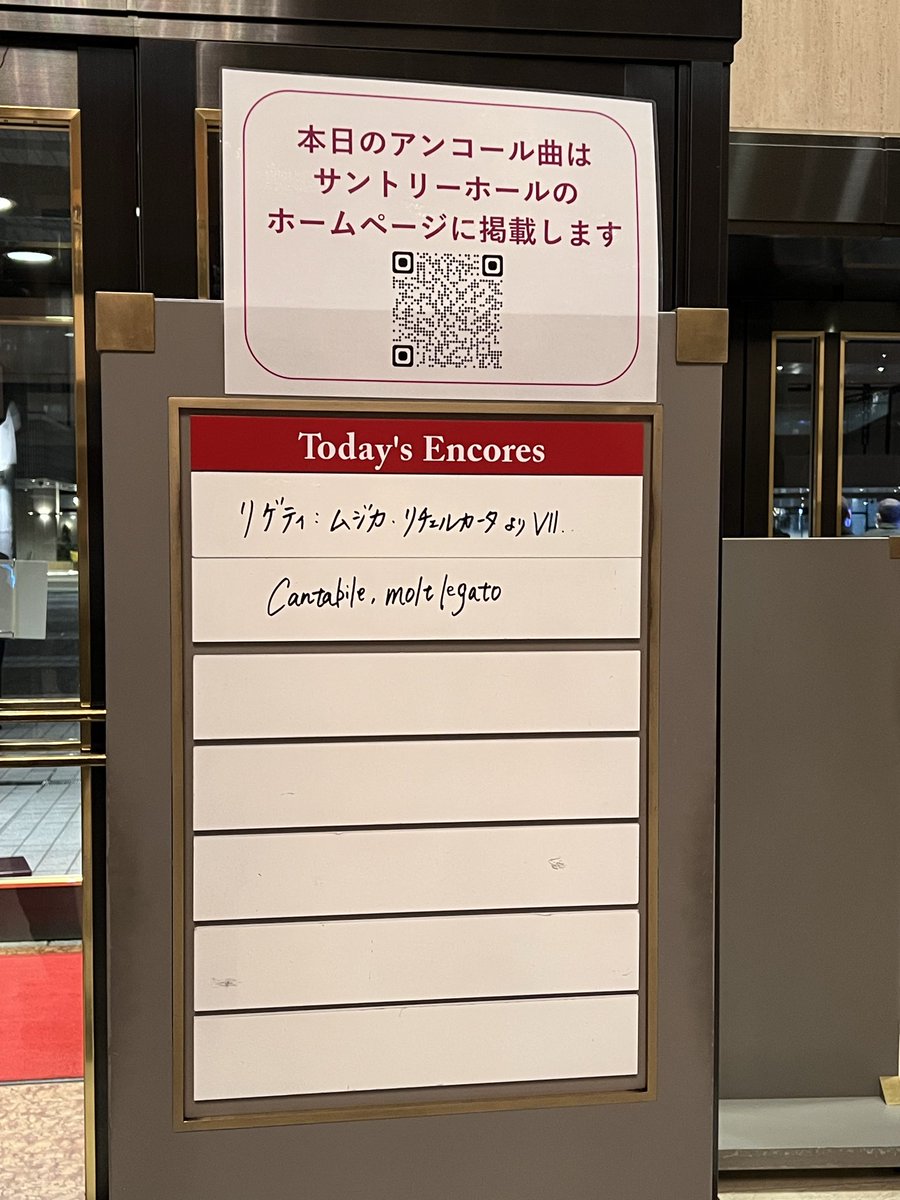 本日のアンコール曲は
サントリーホールの
ホームページに掲載します
Today's Encores
リゲティ：ムジカ・リチェルカータより VII.
Cantabile, molt legato